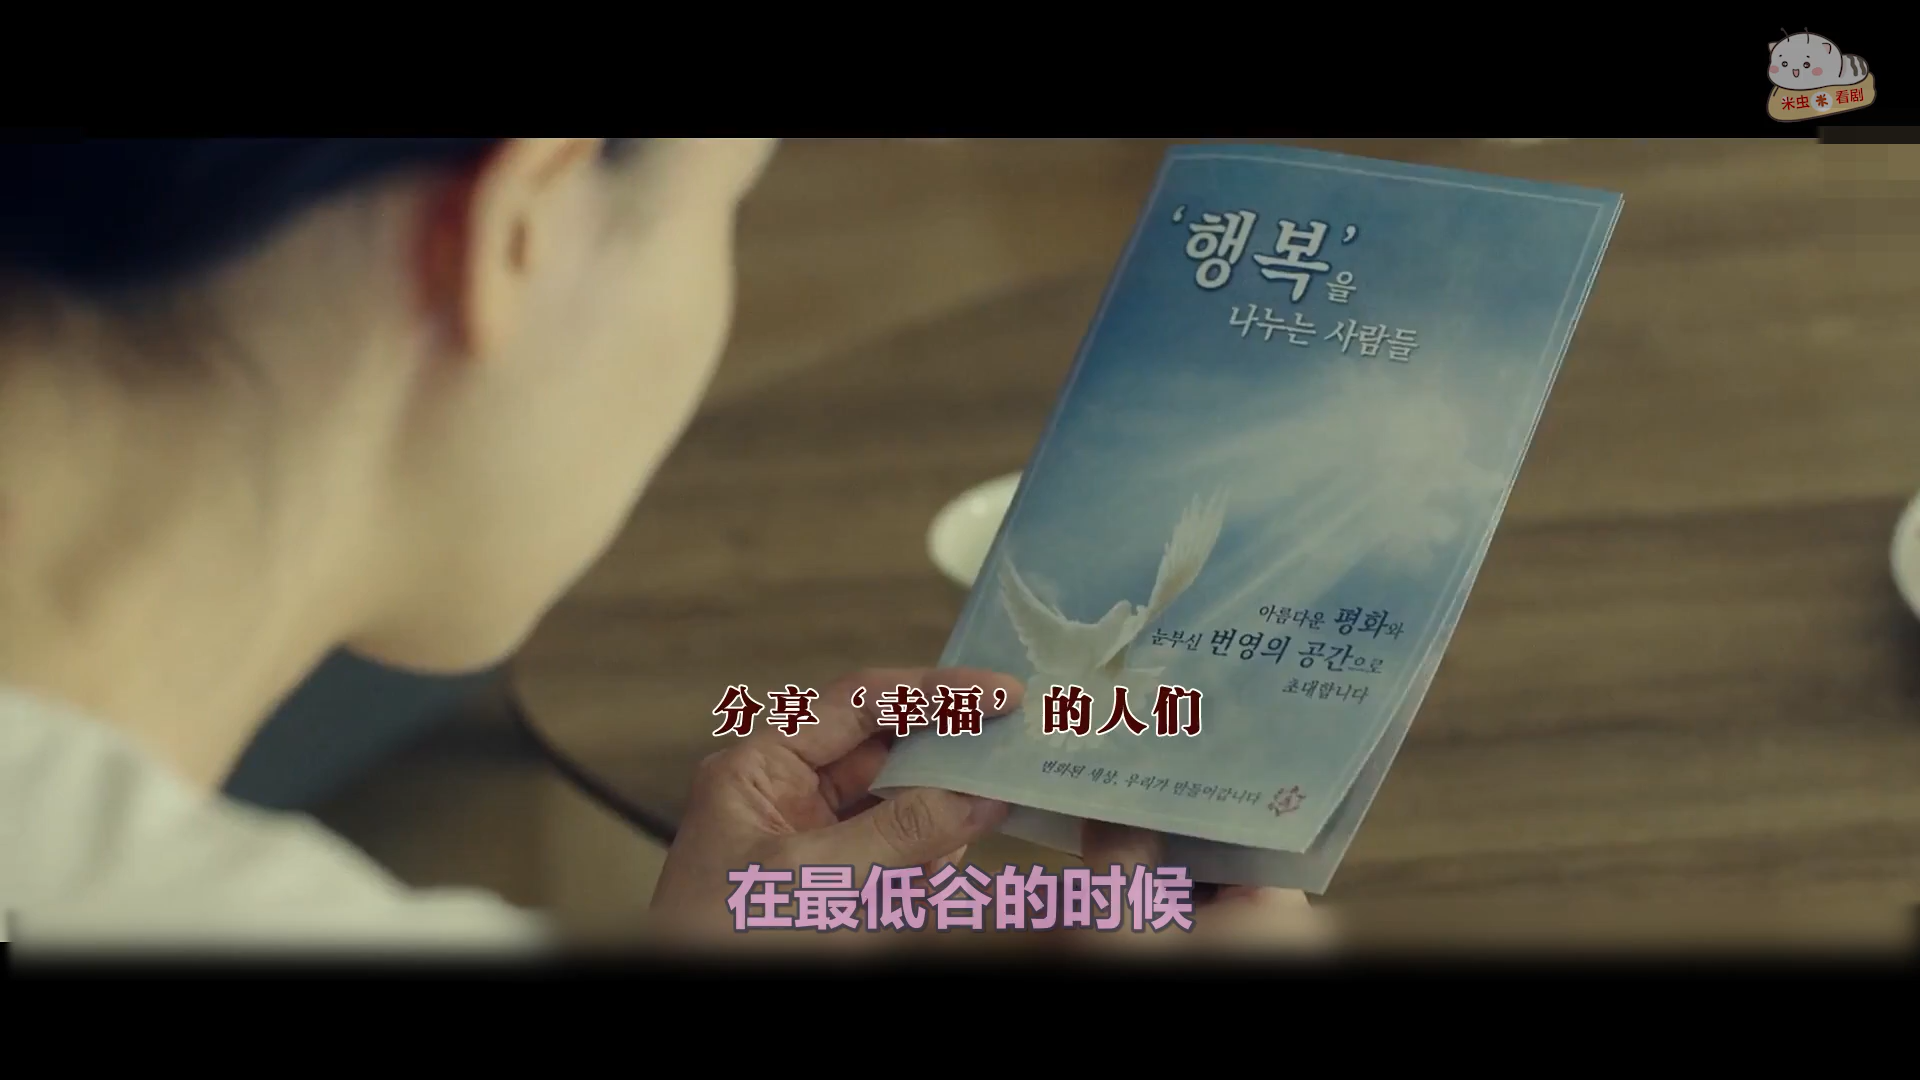 米虫 米 看剧
‘행복’을
나누는 사람들
아름다운 평화와
눈부신 번영의 공간으로
초대합니다
分享‘幸福’的人们
변화된 세상, 우리가 만들어갑니다
在最低谷的时候